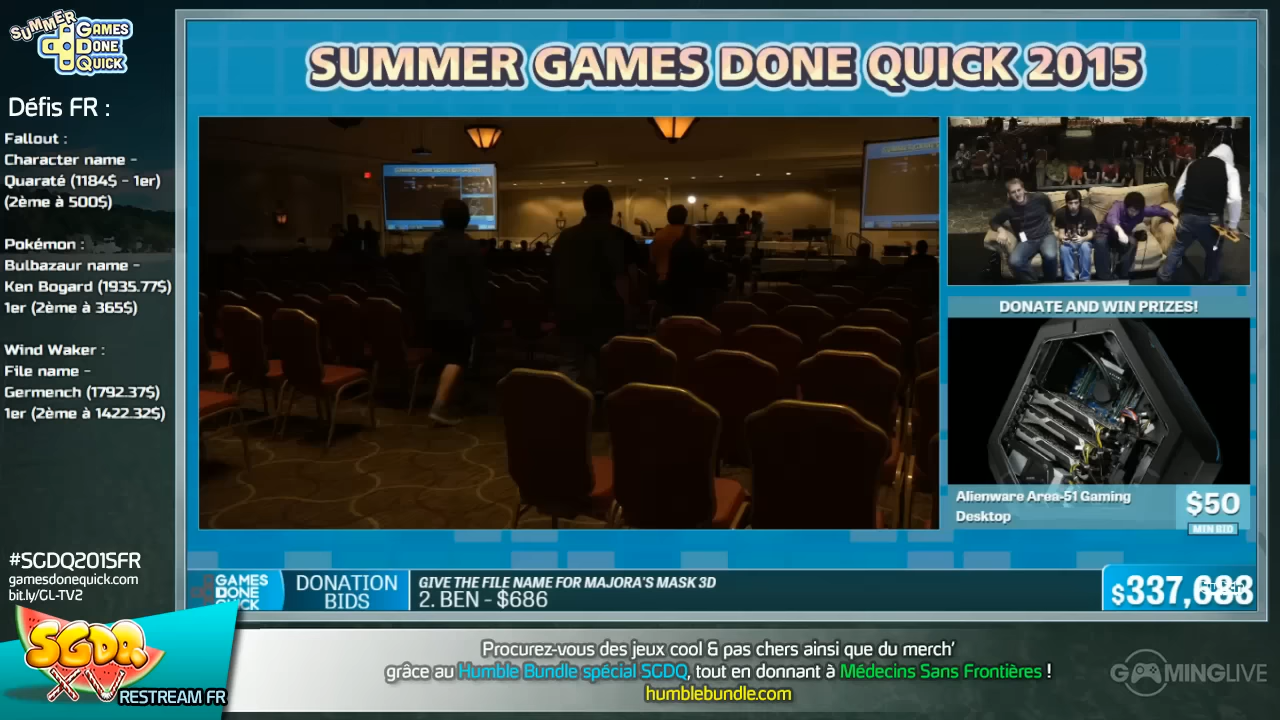 SUMMER
GAMES
DONE
QUICK
Défis FR :
Fallout :
Character name -
Quaraté (1184$ - 1er)
(2ème à 500$)
Pokémon :
Bulbazaur name -
Ken Bogard (1935.77$)
1er (2ème à 365$)
Wind Waker :
File name -
Germench (1792.37$)
1er (2ème à 1422.32$)
#SGDQ2015FR
gamesdonequick.com
bit.ly/GL-TV2
SGDQ
XV
RESTREAM FR
SUMMER GAMES DONE QUICK 2015
DONATE AND WIN PRIZES!
Alienware Area-51 Gaming
Desktop
$50
MIN BID
GAMES
DONE
QUICK
DONATION
BIDS
GIVE THE FILE NAME FOR MAJORA'S MASK 3D
2. BEN - $686
$337,683
Procurez-vous des jeux cool & pas chers ainsi que du merch'
grâce au Humble Bundle spécial SGDQ, tout en donnant à Médecins Sans Frontières !
humblebundle.com
GAMINGLIVE